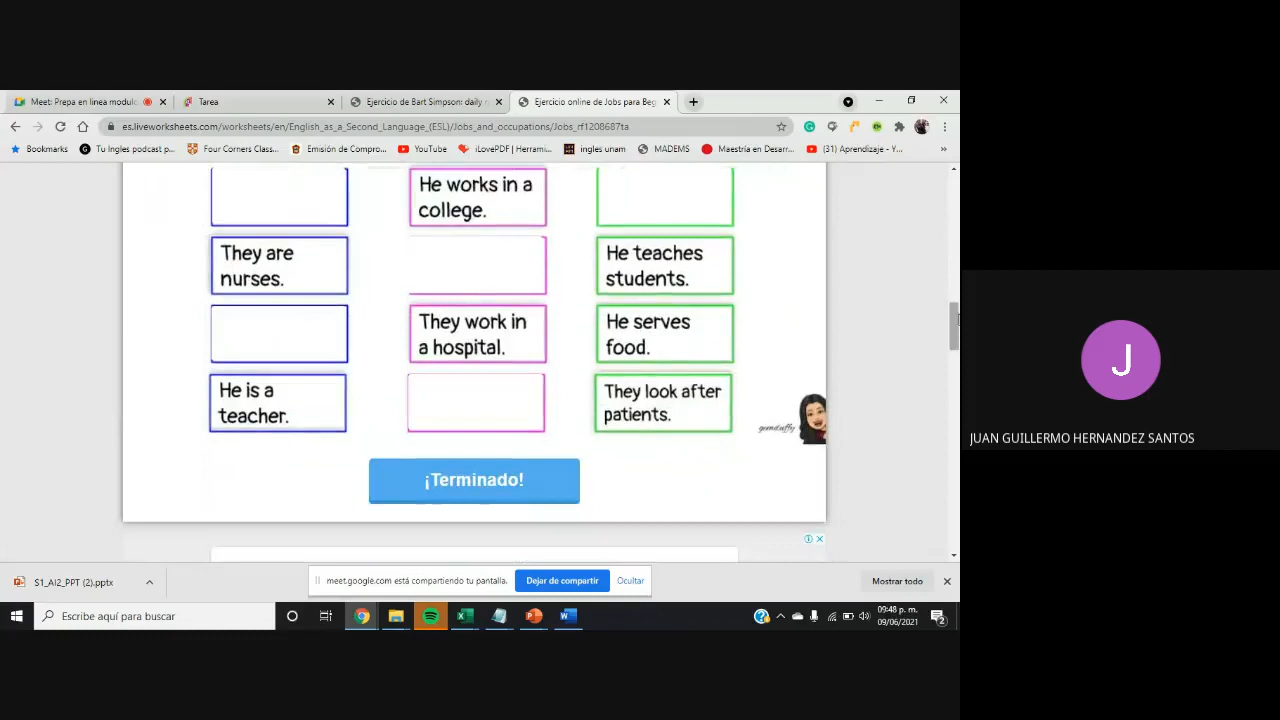 Meet: Prepa en linea modulo
Tarea
Ejercicio de Bart Simpson: daily r
Ejercicio online de Jobs para Beg
es.liveworksheets.com/worksheets/en/English_as_a_Second_Language_(ESL)/Jobs_and_occupations/Jobs_rf1208687ta
Bookmarks
Tu Ingles podcast p...
Four Corners Class...
Emisión de Compro...
YouTube
iLovePDF | Herrami...
ingles unam
MADEMS
Maestría en Desarr...
(31) Aprendizaje - Y...
He works in a
college.
They are
nurses.
He teaches
students.
They work in
a hospital.
He serves
food.
He is a
teacher.
They look after
patients.
¡Terminado!
J
JUAN GUILLERMO HERNANDEZ SANTOS
S1_AI2_PPT (2).pptx
meet.google.com está compartiendo tu pantalla.
Dejar de compartir
Ocultar
Mostrar todo
Escribe aquí para buscar
09:48 p. m.
09/06/2021
2